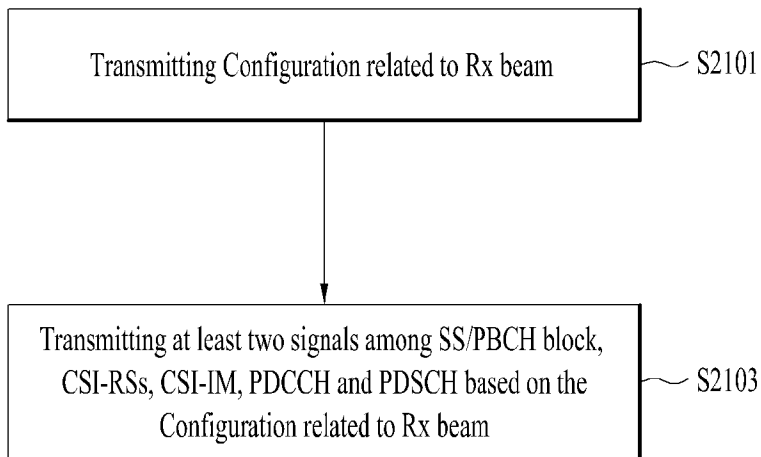 Transmitting Configuration related to Rx beam
S2101
Transmitting at least two signals among SS/PBCH block,
CSI-RSs, CSI-IM, PDCCH and PDSCH based on the
Configuration related to Rx beam
S2103